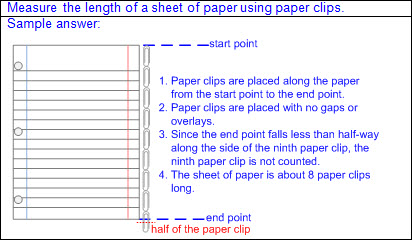 Measure the length of a sheet of paper using paper clips.
Sample answer:
start point
1. Paper clips are placed along the paper
from the start point to the end point.
2. Paper clips are placed with no gaps or
overlays.
3. Since the end point falls less than half-way
along the side of the ninth paper clip, the
ninth paper clip is not counted.
4. The sheet of paper is about 8 paper clips
long.
end point
half of the paper clip